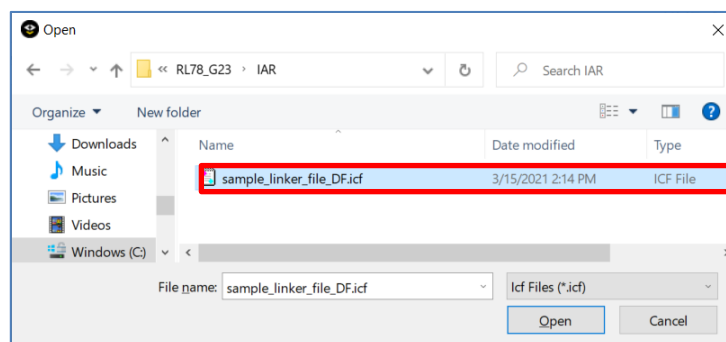 Open
« RL78_G23 › IAR
Search IAR
Organize
New folder
Name
Date modified
Type
Downloads
Music
Pictures
Videos
Windows (C:)
sample_linker_file_DF.icf
3/15/2021 2:14 PM
ICF File
File name:
sample_linker_file_DF.icf
Icf Files (*.icf)
Open
Cancel